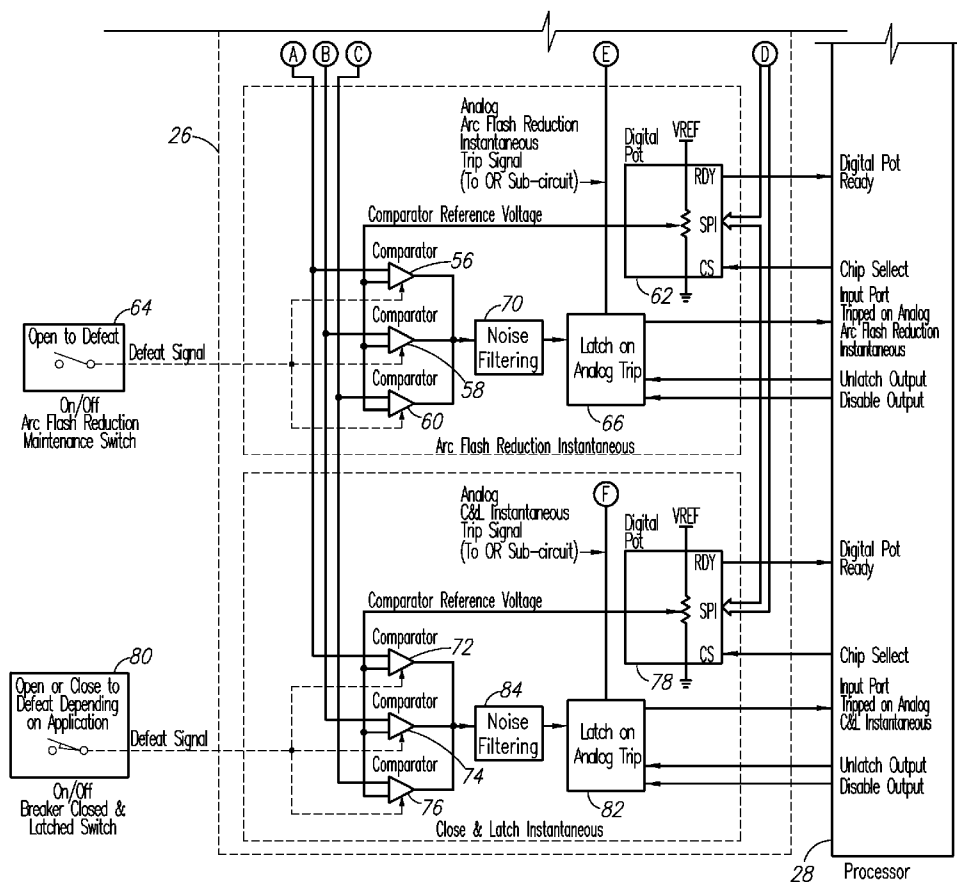 A B C E D
26
Analog
Arc Flash Reduction
Instantaneous
Trip Signal
(To OR Sub-circuit)
Digital
Pot
VREF
RDY
SPI
CS
62
Digital Pot
Ready
Comparator Reference Voltage
Chip Sellect
Comparator
56
Comparator
58
Comparator
60
70
Noise
Filtering
Latch on
Analog Trip
66
Input Part
Tripped on Analog
Arc Flash Reduction
Instantaneous
Unlatch Output
Disable Output
64
Open to Defeat
Defeat Signal
On/Off
Arc Flash Reduction
Maintenance Switch
Arc Flash Reduction Instantaneous
Analog
C&L Instantaneous
Trip Signal
(To OR Sub-circuit)
F
Digital
Pot
VREF
RDY
SPI
CS
78
Digital Pot
Ready
Comparator Reference Voltage
Chip Sellect
Comparator
72
Comparator
74
Comparator
76
84
Noise
Filtering
Latch on
Analog Trip
82
Input Part
Tripped on Analog
C&L Instantaneous
Unlatch Output
Disable Output
80
Open or Close to
Defeat Depending
on Application
Defeat Signal
On/Off
Breaker Closed &
Latched Switch
Close & Latch Instantaneous
28
Processor